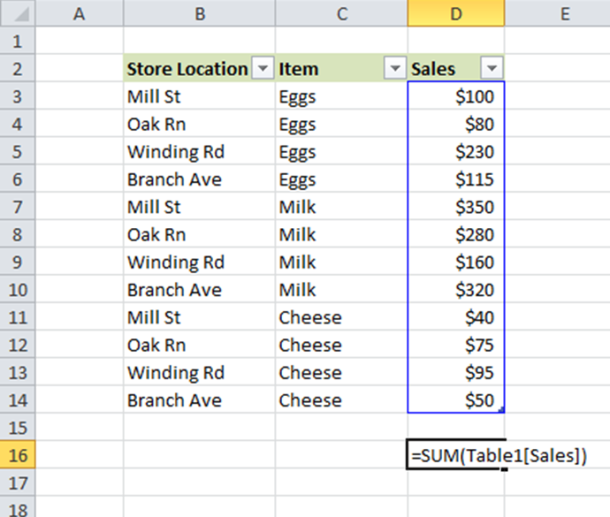 A B C D E
1
2 Store Location Item Sales
3 Mill St Eggs $100
4 Oak Rn Eggs $80
5 Winding Rd Eggs $230
6 Branch Ave Eggs $115
7 Mill St Milk $350
8 Oak Rn Milk $280
9 Winding Rd Milk $160
10 Branch Ave Milk $320
11 Mill St Cheese $40
12 Oak Rn Cheese $75
13 Winding Rd Cheese $95
14 Branch Ave Cheese $50
15
16 =SUM(Table1[Sales])
17
18